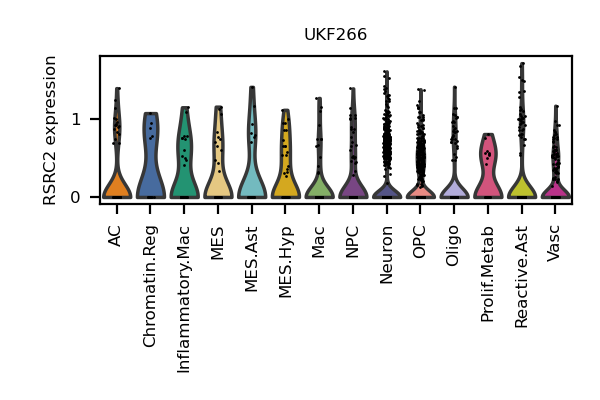 UKF266
RSRC2 expression
1
0
AC
Chromatin.Reg
Inflammatory.Mac
MES
MES.Ast
MES.Hyp
Mac
NPC
Neuron
OPC
Oligo
Prolif.Metab
Reactive.Ast
Vasc